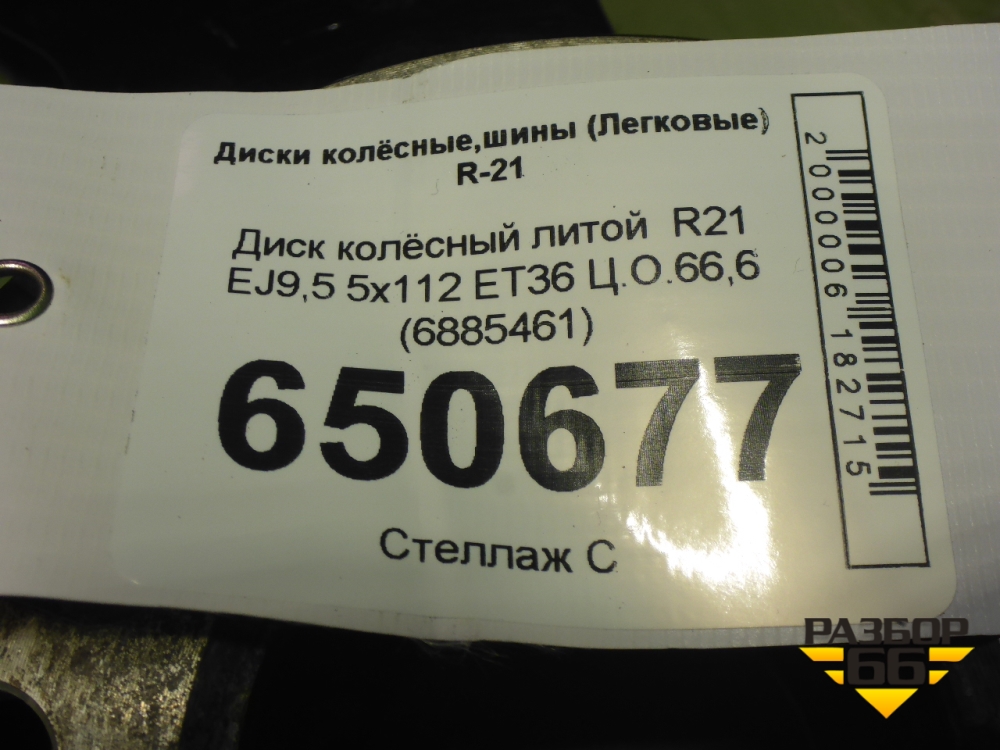 Диски колёсные,шины (Легковые)
R-21
Диск колёсный литой R21
EJ9,5 5x112 ET36 Ц.О.66,6
(6885461)
650677
Стеллаж С
2000006182715
РАЗБОР
66